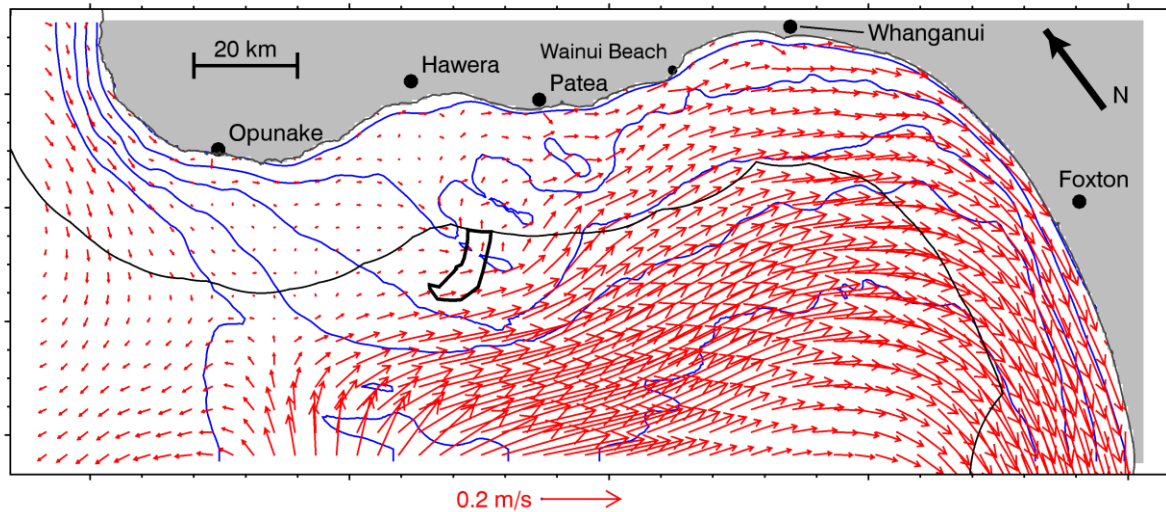 Whanganui
20 km
Wainui Beach
Hawera
Patea
N
Opunake
Foxton
0.2 m/s